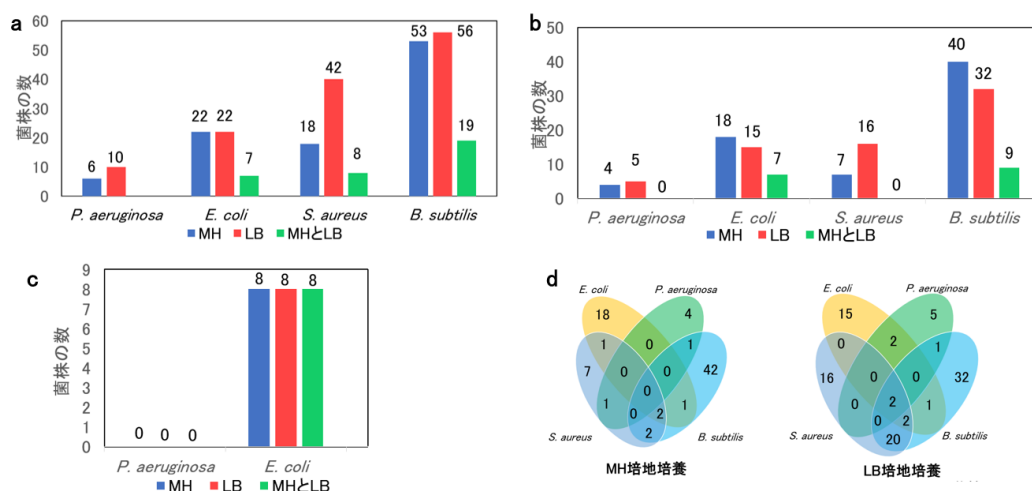 a
菌株の数
60
50
40
30
20
10
0
6 10
22 22 7
18 42 8
53 56 19
P. aeruginosa E. coli S. aureus B. subtilis
MH LB MHとLB
b
菌株の数
50
40
30
20
10
0
4 5 0
18 15 7
7 16 0
40 32 9
P. aeruginosa E. coli S. aureus B. subtilis
MH LB MHとLB
c
菌株の数
9
8
7
6
5
4
3
2
1
0
0 0 0
8 8 8
P. aeruginosa E. coli
MH LB MHとLB
d
E. coli P. aeruginosa
18 4
1 0 1
7 0 0 42
0
1 0 2 1
2
S. aureus B. subtilis
MH培地培養
E. coli P. aeruginosa
15 5
0 2 1
16 0 0 32
2
0 0 2 1
20
S. aureus B. subtilis
LB培地培養